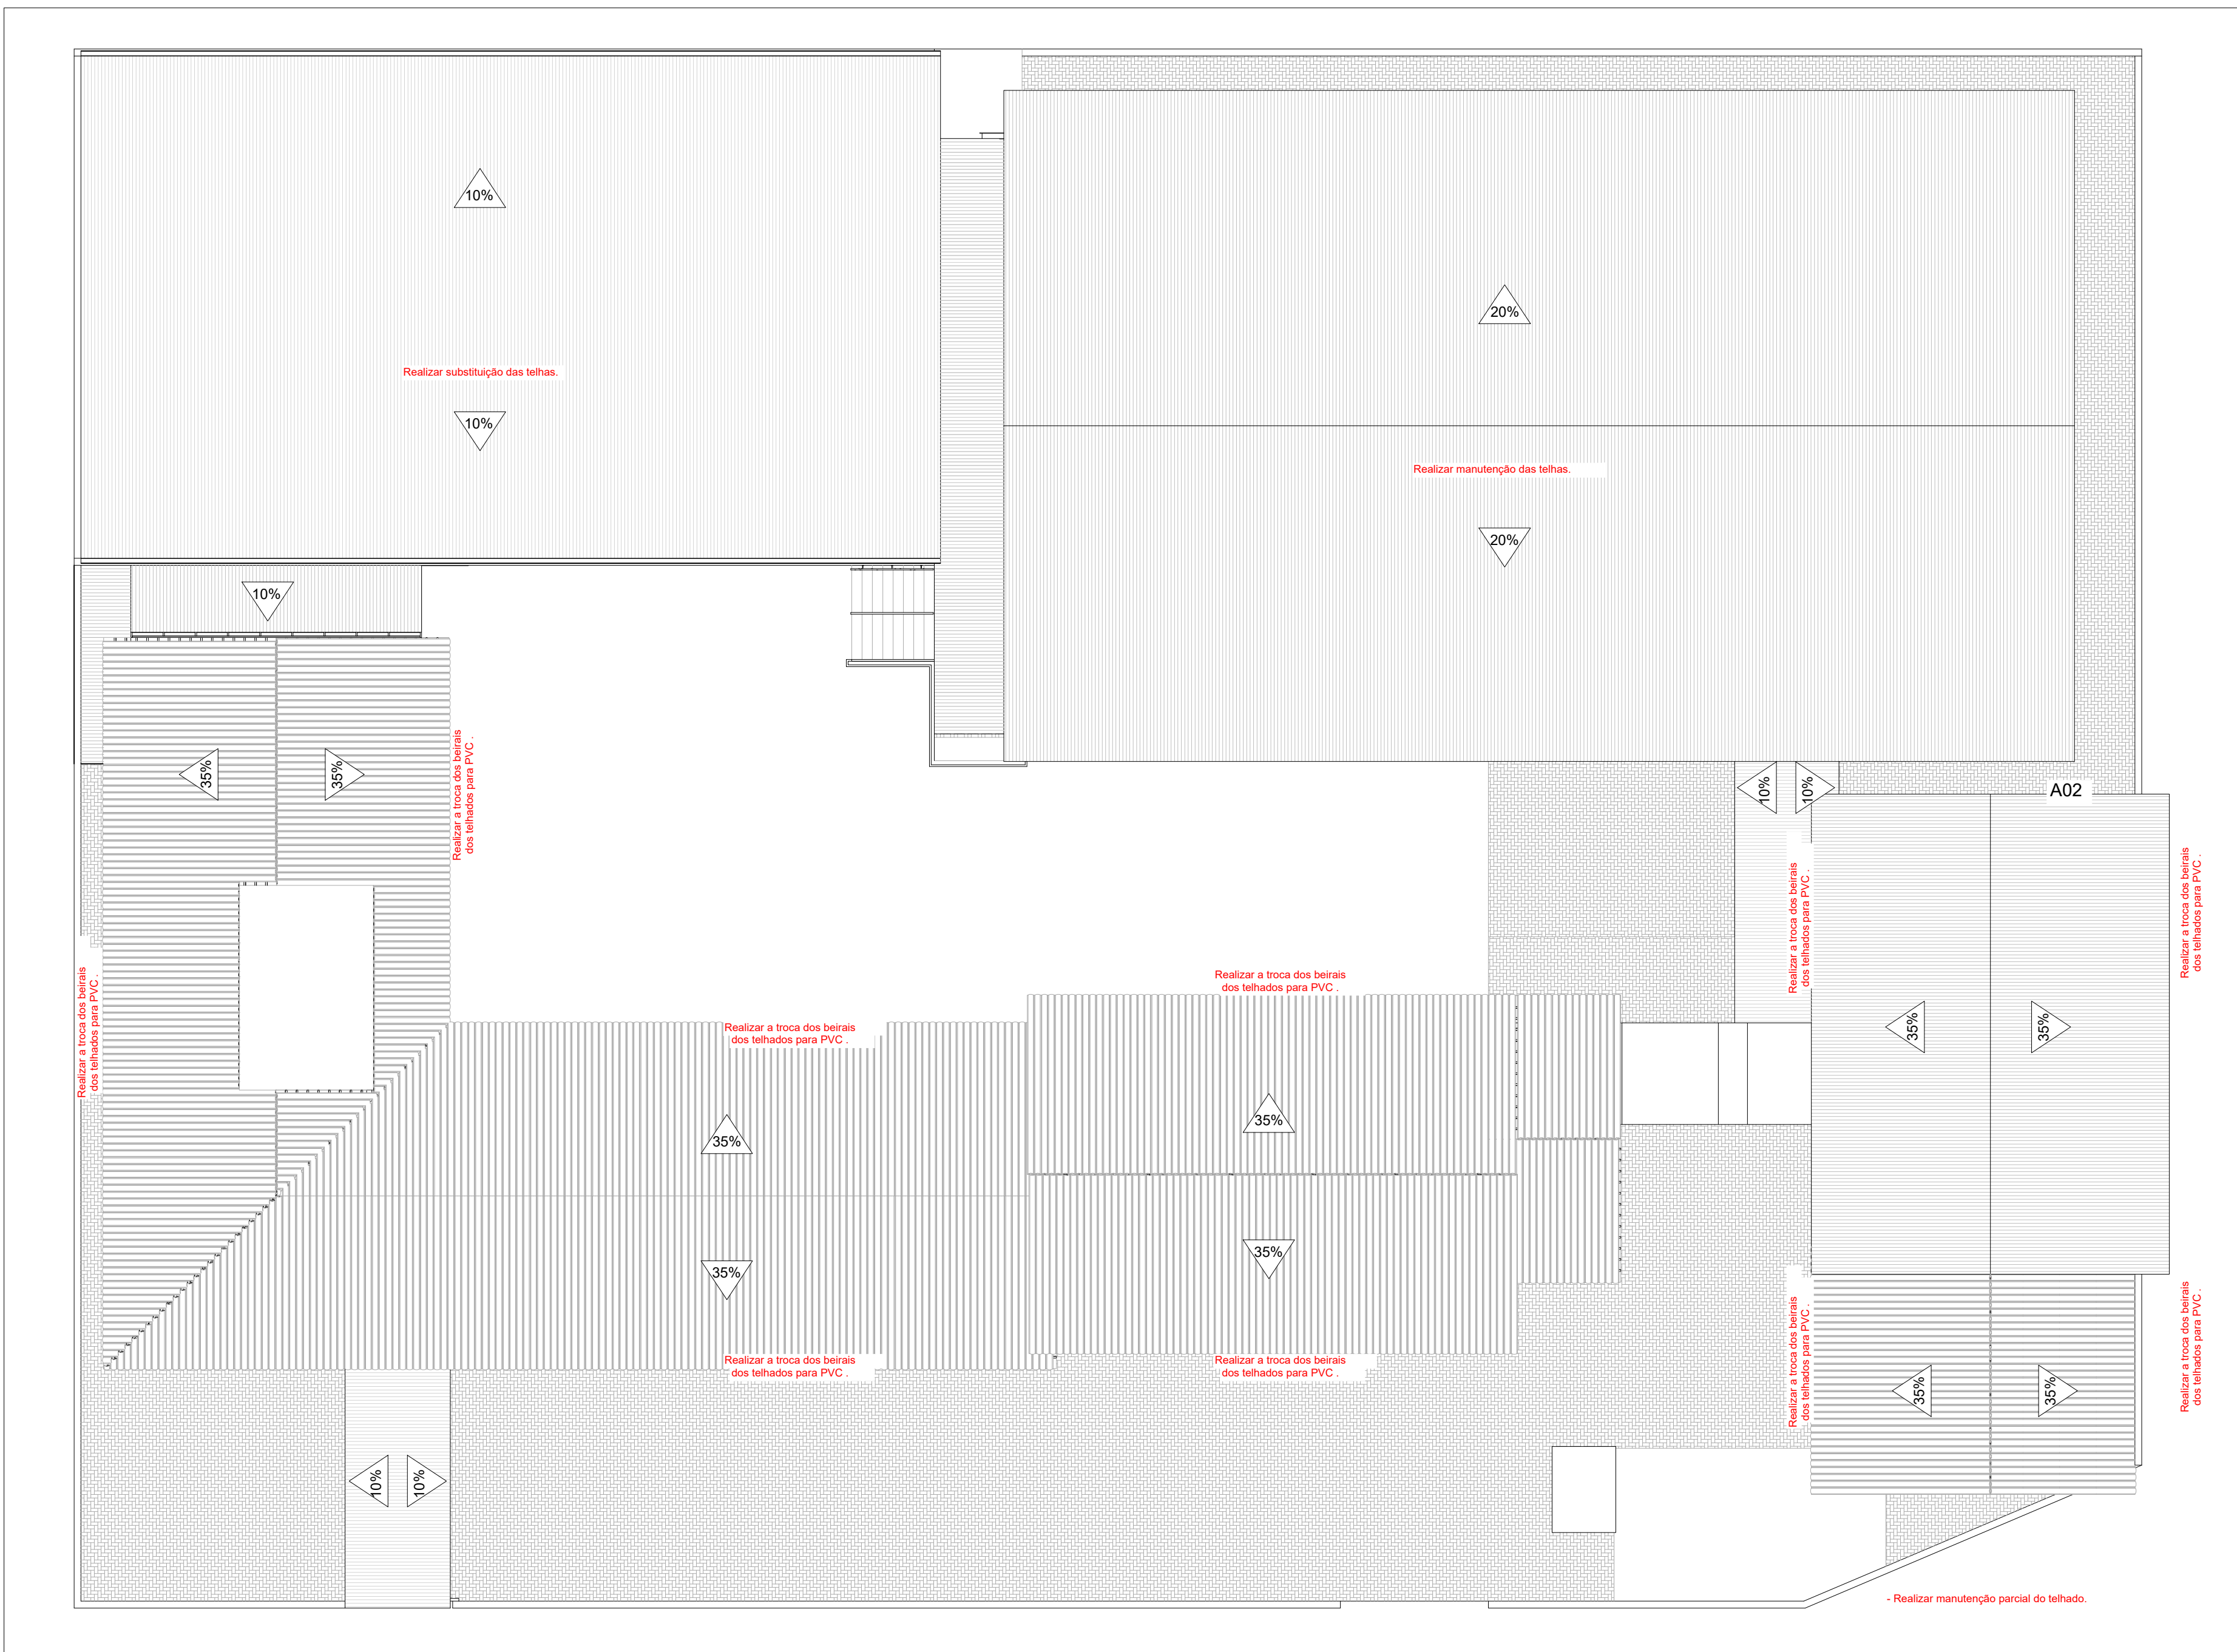 10%
20%
Realizar substituição das telhas.
10%
Realizar manutenção das telhas.
20%
10%
35%
35%
Realizar a troca dos beirais
dos telhados para PVC .
10%
10%
A02
Realizar a troca dos beirais
dos telhados para PVC .
Realizar a troca dos beirais
dos telhados para PVC .
Realizar a troca dos beirais
dos telhados para PVC .
Realizar a troca dos beirais
dos telhados para PVC .
Realizar a troca dos beirais
dos telhados para PVC .
35%
35%
35%
35%
35%
35%
Realizar a troca dos beirais
dos telhados para PVC .
Realizar a troca dos beirais
dos telhados para PVC .
Realizar a troca dos beirais
dos telhados para PVC .
Realizar a troca dos beirais
dos telhados para PVC .
35%
35%
10%
10%
- Realizar manutenção parcial do telhado.